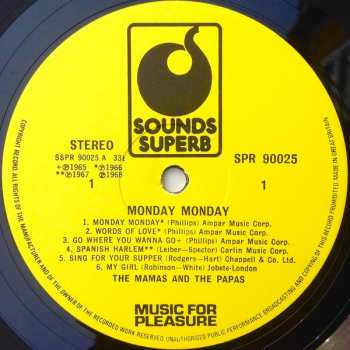 SOUNDS
SUPERB
STEREO
SSPR 90025 A 33⅓
+℗1965 *℗1966
**℗1967 ℗1968
1
SPR 90025
1
MONDAY MONDAY
1. MONDAY MONDAY* (Phillips) Ampar Music Corp.
2. WORDS OF LOVE* (Phillips) Ampar Music Corp.
3. GO WHERE YOU WANNA GO+ (Phillips) Ampar Music Corp.
4. SPANISH HARLEM** (Leiber-Spector) Carlin Music Corp.
5. SING FOR YOUR SUPPER (Rodgers-Hart) Chappell & Co. Ltd.
6. MY GIRL (Robinson-White) Jobete-London
THE MAMAS AND THE PAPAS
MUSIC FOR
PLEASURE
COPYRIGHT RECORD. ALL RIGHTS OF THE MANUFACTURER AND OF THE OWNER OF THE RECORDED WORK RESERVED. UNAUTHORISED PUBLIC PERFORMANCE BROADCASTING AND COPYING OF THIS RECORD PROHIBITED. MADE IN GREAT BRITAIN.